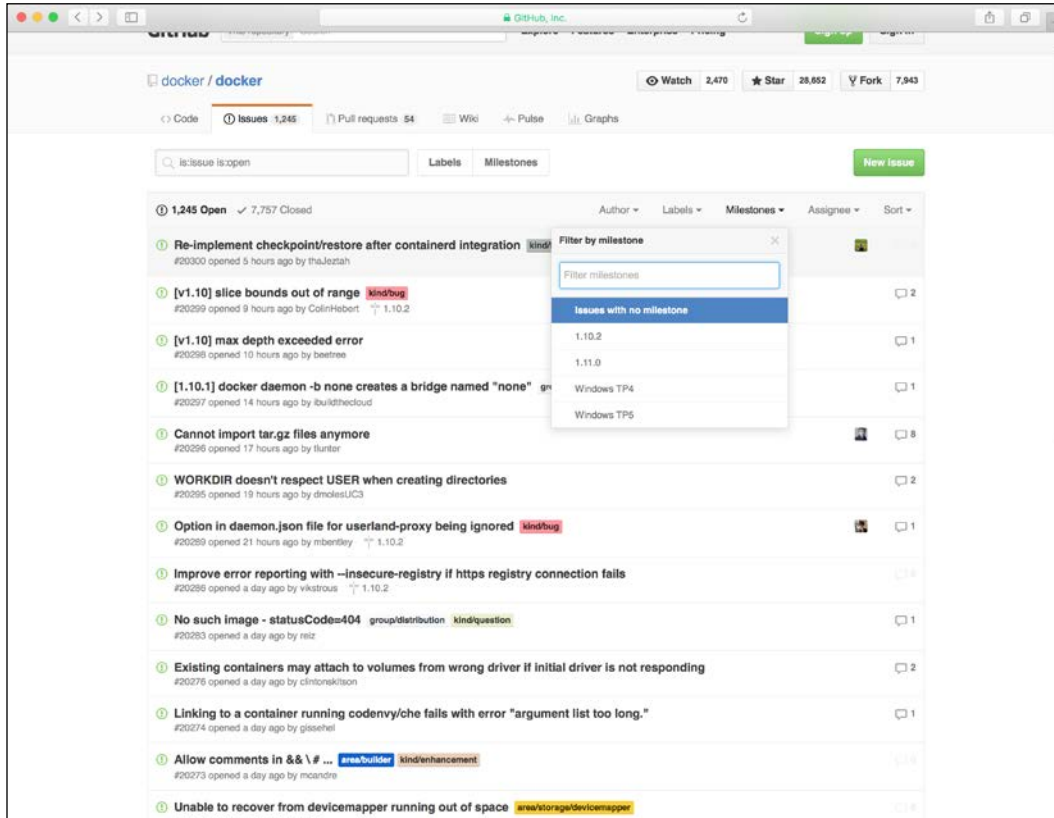 GitHub, Inc.
GitHub This repository Search Explore Features Enterprise Pricing Sign up Sign in
docker / docker Watch 2,470 Star 28,652 Fork 7,943
Code Issues 1,245 Pull requests 54 Wiki Pulse Graphs
is:issue is:open Labels Milestones New issue
1,245 Open 7,757 Closed Author Labels Milestones Assignee Sort
Filter by milestone
Filter milestones
Issues with no milestone
1.10.2
1.11.0
Windows TP4
Windows TP5
Re-implement checkpoint/restore after containerd integration
#20300 opened 5 hours ago by thaJeztah
[v1.10] slice bounds out of range kind/bug 2
#20299 opened 9 hours ago by ColinHebert 1.10.2
[v1.10] max depth exceeded error 1
#20298 opened 10 hours ago by beetree
[1.10.1] docker daemon -b none creates a bridge named "none" 1
#20297 opened 14 hours ago by ibuildthecloud
Cannot import tar.gz files anymore 8
#20296 opened 17 hours ago by tlunter
WORKDIR doesn't respect USER when creating directories 2
#20295 opened 19 hours ago by dmolesUC3
Option in daemon.json file for userland-proxy being ignored kind/bug 1
#20289 opened 21 hours ago by mbentley 1.10.2
Improve error reporting with --insecure-registry if https registry connection fails
#20286 opened a day ago by vikstrous 1.10.2
No such image - statusCode=404 group/distribution kind/question 1
#20283 opened a day ago by reiz
Existing containers may attach to volumes from wrong driver if initial driver is not responding 2
#20276 opened a day ago by clintonskitson
Linking to a container running codenvy/che fails with error "argument list too long." 1
#20274 opened a day ago by gissehel
Allow comments in && \ # ... area/builder kind/enhancement
#20273 opened a day ago by mcandre
Unable to recover from devicemapper running out of space area/storage/devicemapper